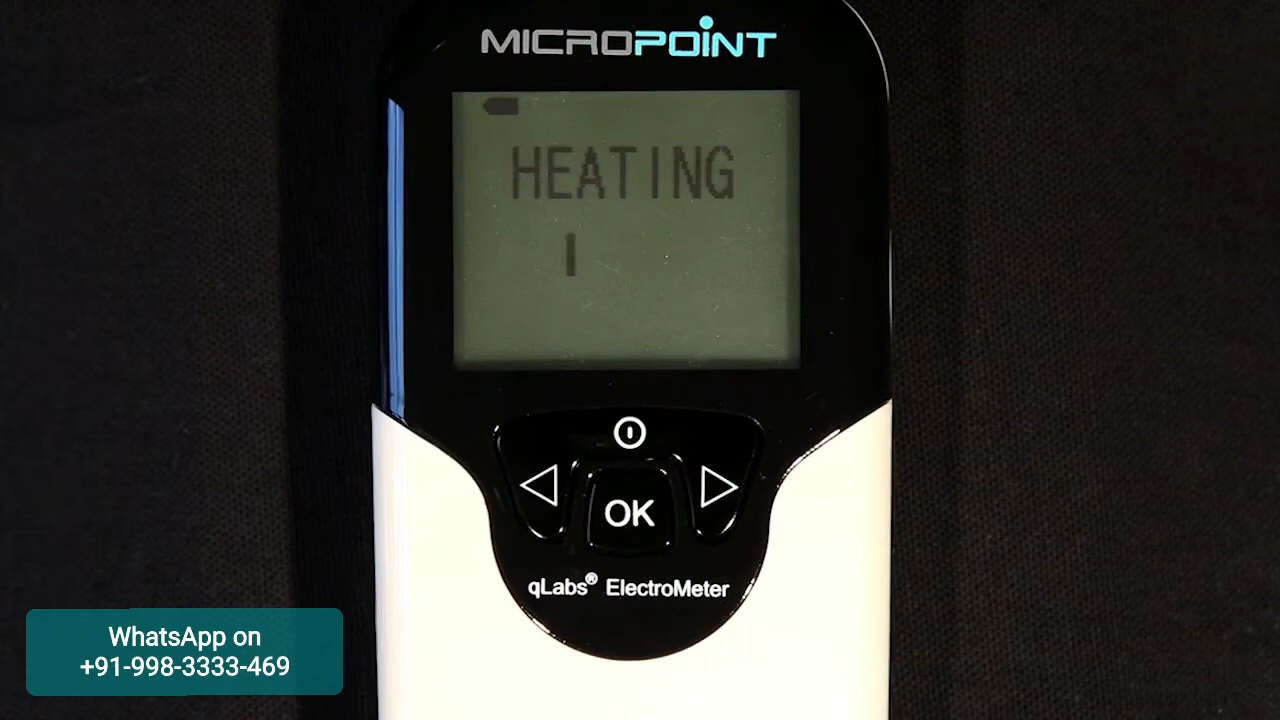 MICROPOINT
HEATING
OK
qLabs® ElectroMeter
WhatsApp on
+91-998-3333-469